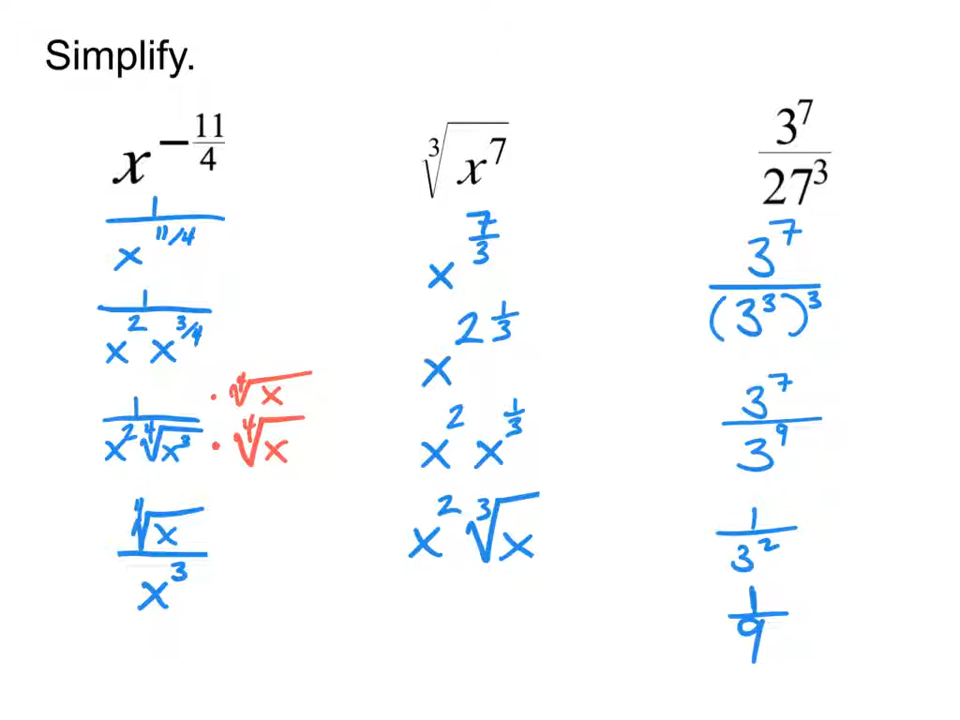 Simplify.
x^{-11/4}
1/x^{11/4}
1/(x^2 x^{3/4})
1/(x^2 ∜(x^3)) · ∜x/· ∜x
∜x/x^3
∛(x^7)
x^{7/3}
x^{2 1/3}
x^2 x^{1/3}
x^2 ∛x
3^7/27^3
3^7/(3^3)^3
3^7/3^9
1/3^2
1/9